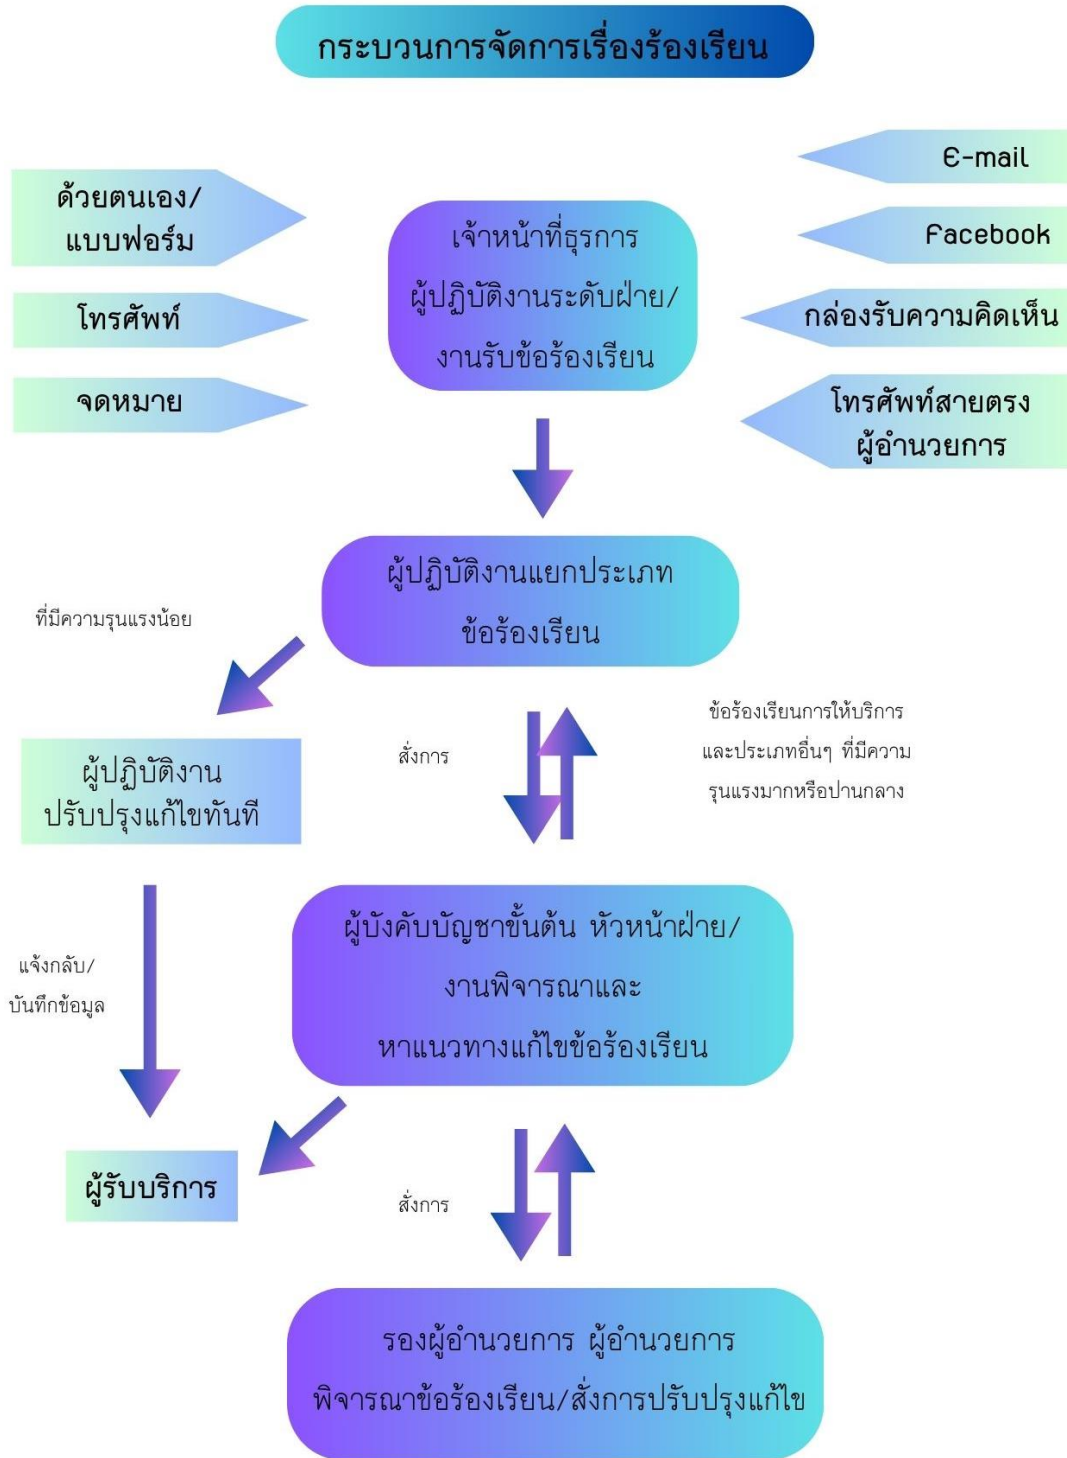 กระบวนการจัดการเรื่องร้องเรียน
ด้วยตนเอง/
แบบฟอร์ม
โทรศัพท์
จดหมาย
เจ้าหน้าที่ธุรการ
ผู้ปฏิบัติงานระดับฝ่าย/
งานรับข้อร้องเรียน
E-mail
Facebook
กล่องรับความคิดเห็น
โทรศัพท์สายตรง
ผู้อำนวยการ
ผู้ปฏิบัติงานแยกประเภท
ข้อร้องเรียน
ที่มีความรุนแรงน้อย
ผู้ปฏิบัติงาน
ปรับปรุงแก้ไขทันที
สั่งการ
ข้อร้องเรียนการให้บริการ
และประเภทอื่นๆ ที่มีความ
รุนแรงมากหรือปานกลาง
ผู้บังคับบัญชาขั้นต้น หัวหน้าฝ่าย/
งานพิจารณาและ
หาแนวทางแก้ไขข้อร้องเรียน
แจ้งกลับ/
บันทึกข้อมูล
ผู้รับบริการ
สั่งการ
รองผู้อำนวยการ ผู้อำนวยการ
พิจารณาข้อร้องเรียน/สั่งการปรับปรุงแก้ไข